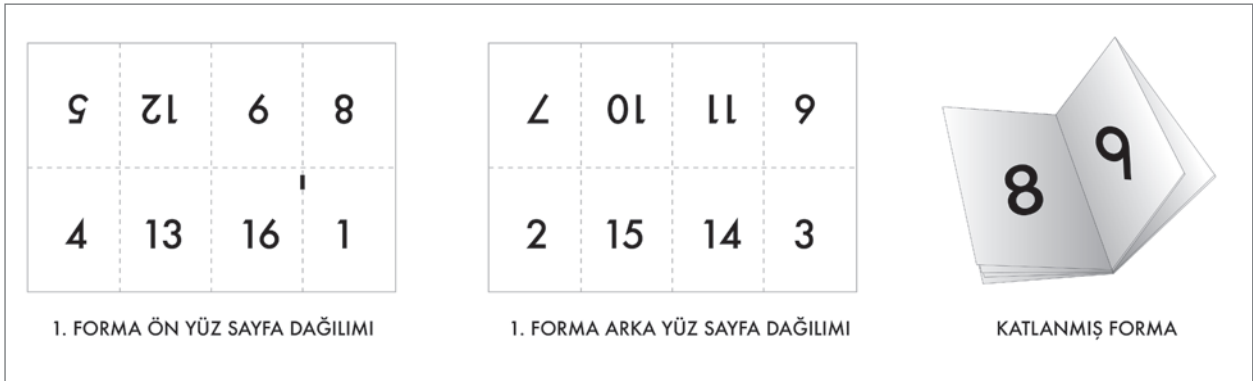 5 12 9 8
4 13 16 1
1. FORMA ÖN YÜZ SAYFA DAĞILIMI
7 10 11 6
2 15 14 3
1. FORMA ARKA YÜZ SAYFA DAĞILIMI
8 9
KATLANMIŞ FORMA